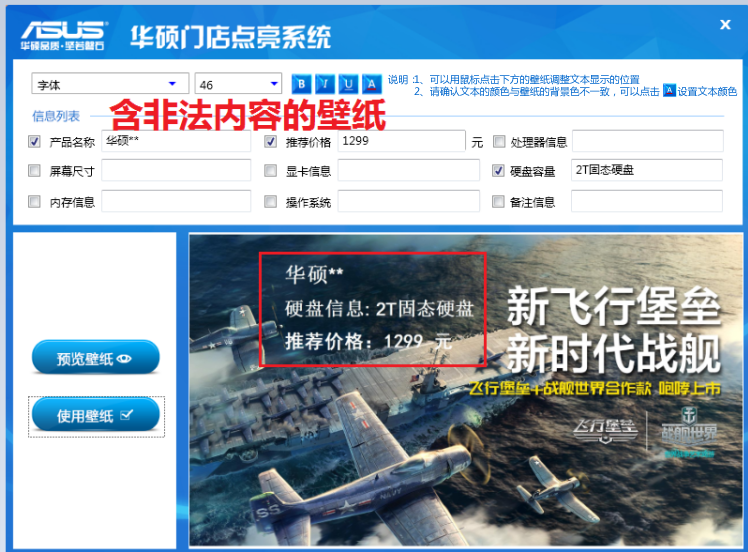 ASUS
华硕品质·坚若磐石
华硕门店点亮系统
X
字体
46
B I U A
说明:1、可以用鼠标点击下方的壁纸调整文本显示的位置
2、请确认文本的颜色与壁纸的背景色不一致，可以点击 A 设置文本颜色
信息列表
含非法内容的壁纸
产品名称 华硕** 推荐价格 1299 元 处理器信息
屏幕尺寸 显卡信息 硬盘容量 2T固态硬盘
内存信息 操作系统 备注信息
预览壁纸
使用壁纸
华硕**
硬盘信息: 2T固态硬盘
推荐价格：1299 元
新飞行堡垒
新时代战舰
飞行堡垒+战舰世界合作款 咆哮上市
飞行堡垒
战舰世界
SS
NAVY